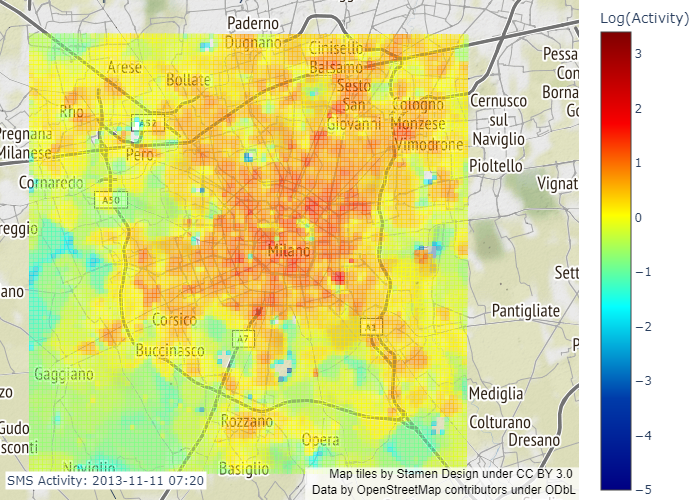 Paderno
Dugnano
Cinisello
Balsamo
Arese
Bollate
Sesto
San
Giovanni
Cologno
Monzese
Vimodrone
Rho
A52
Pero
Pregnana
Milanese
Cornaredo
A50
reggio
ano
Milano
Corsico
A7
A1
Buccinasco
Gaggiano
zo
Gudo
sconti
Rozzano
Opera
Noviglio
Basiglio
Pessa
Con
Borna
Go
Cernusco
sul
Naviglio
Pioltello
Vignat
Sett
Pantigliate
P
Mediglia
Colturano
Dresano
SMS Activity: 2013-11-11 07:20
Map tiles by Stamen Design under CC BY 3.0
Data by OpenStreetMap contributors under ODbL
Log(Activity)
3
2
1
0
−1
−2
−3
−4
−5